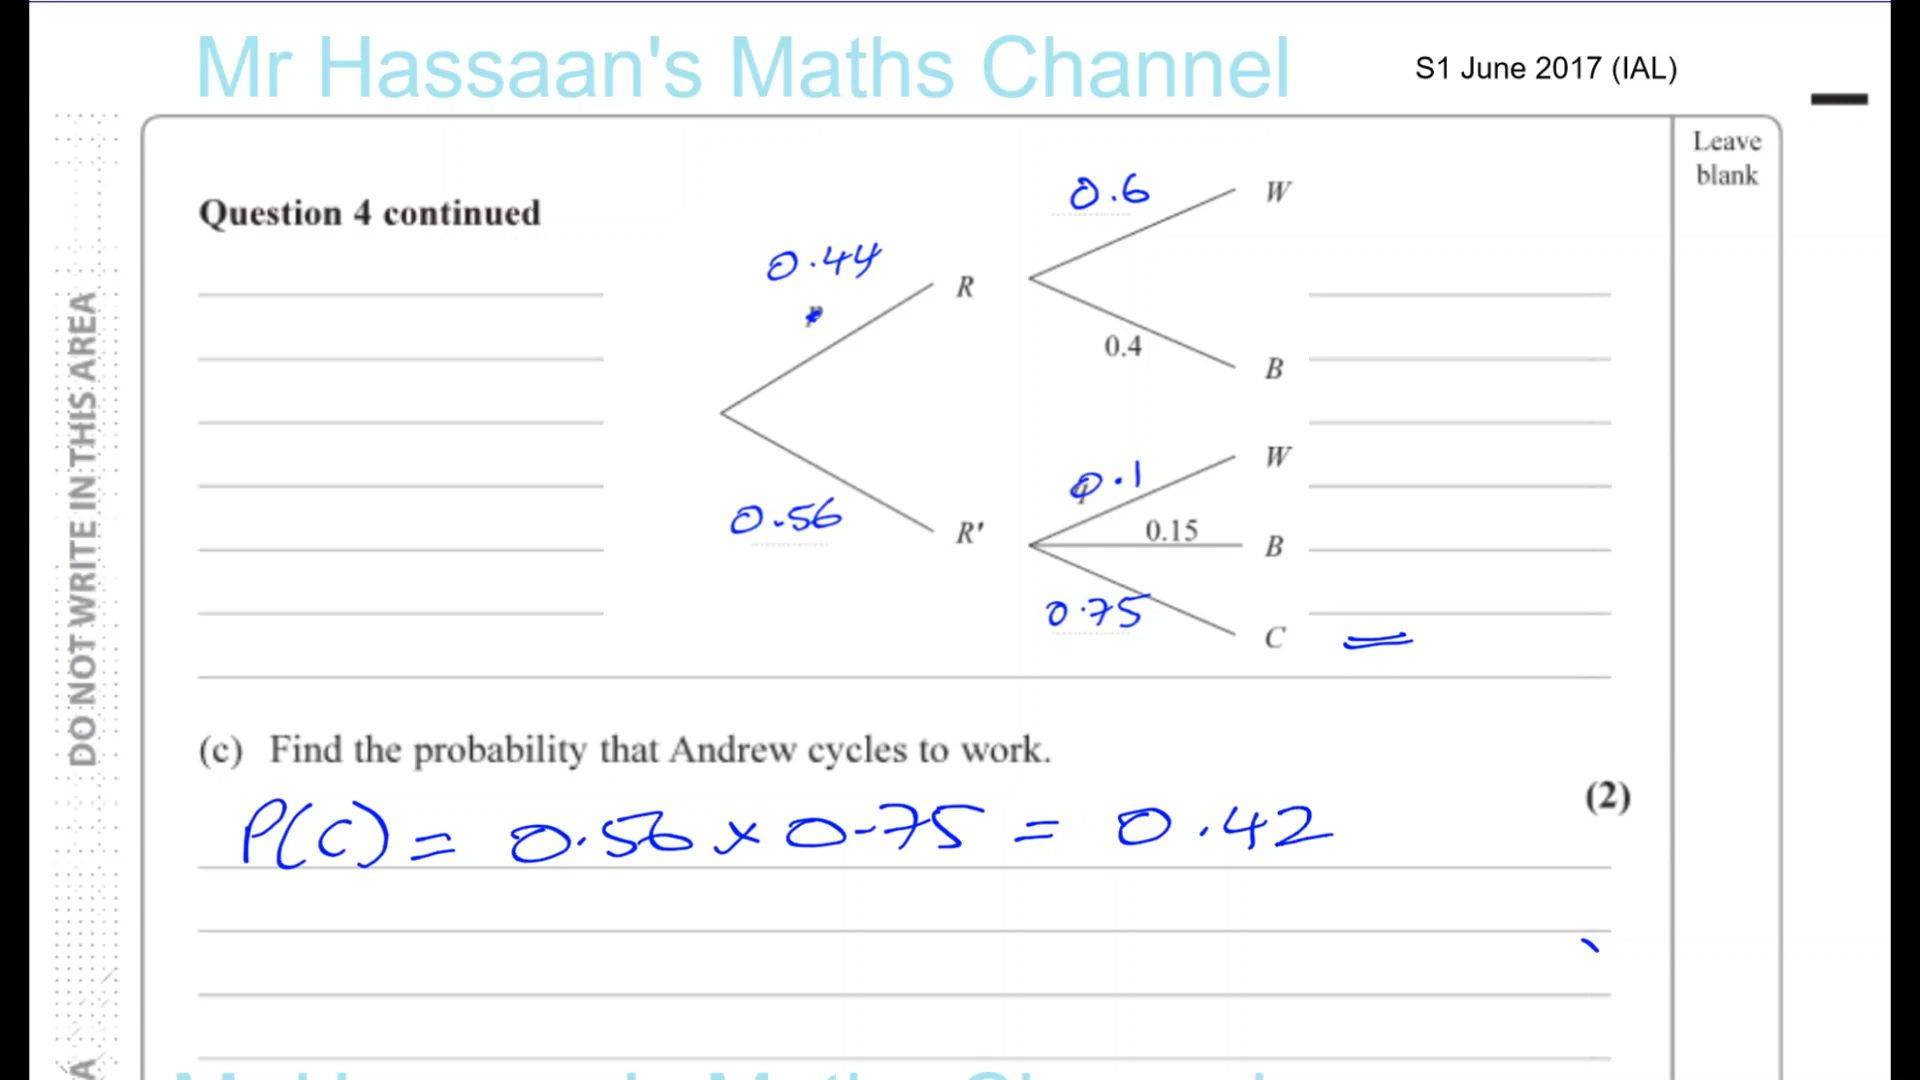 Mr Hassaan's Maths Channel
S1 June 2017 (IAL)
Leave
blank
Question 4 continued
0.6
W
0.44
p
R
0.4
B
0.1
W
0.56
R'
0.15
B
0.75
C
DO NOT WRITE IN THIS AREA
(c) Find the probability that Andrew cycles to work.
(2)
P(C) = 0.56 × 0.75 = 0.42